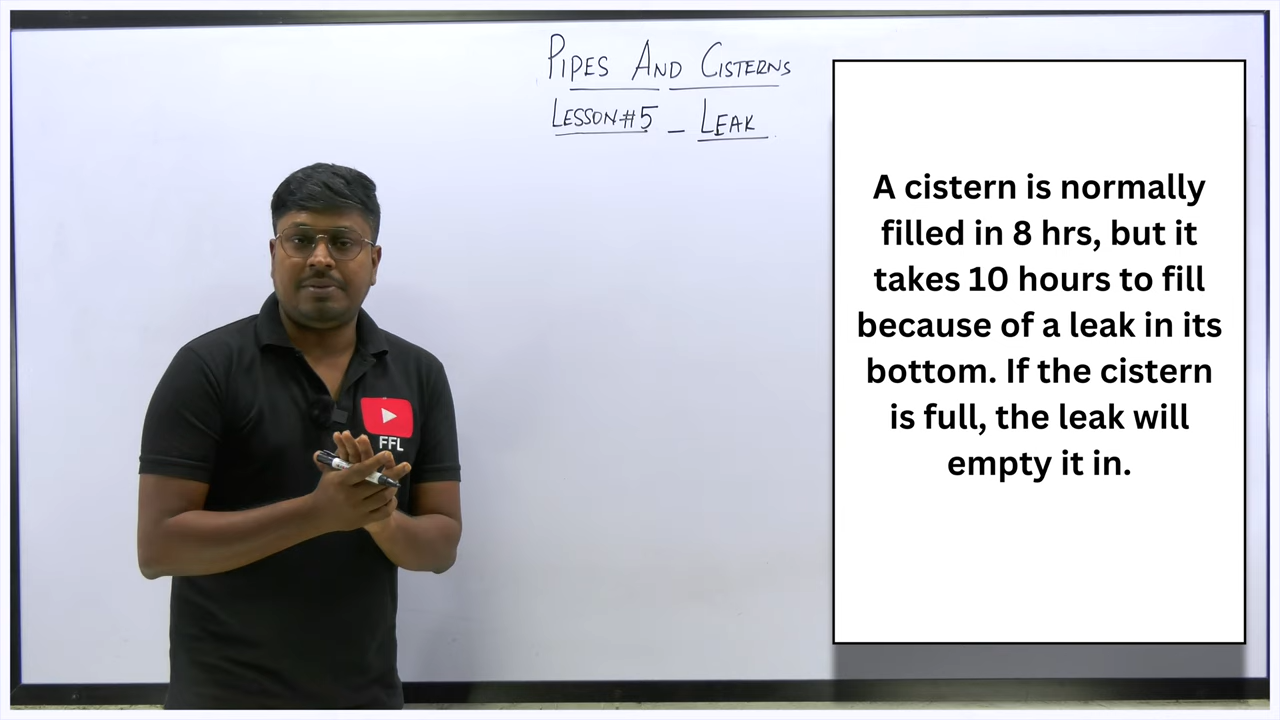 PIPES AND CISTERNS
LESSON#5 - LEAK
A cistern is normally
filled in 8 hrs, but it
takes 10 hours to fill
because of a leak in its
bottom. If the cistern
is full, the leak will
empty it in.
FFL